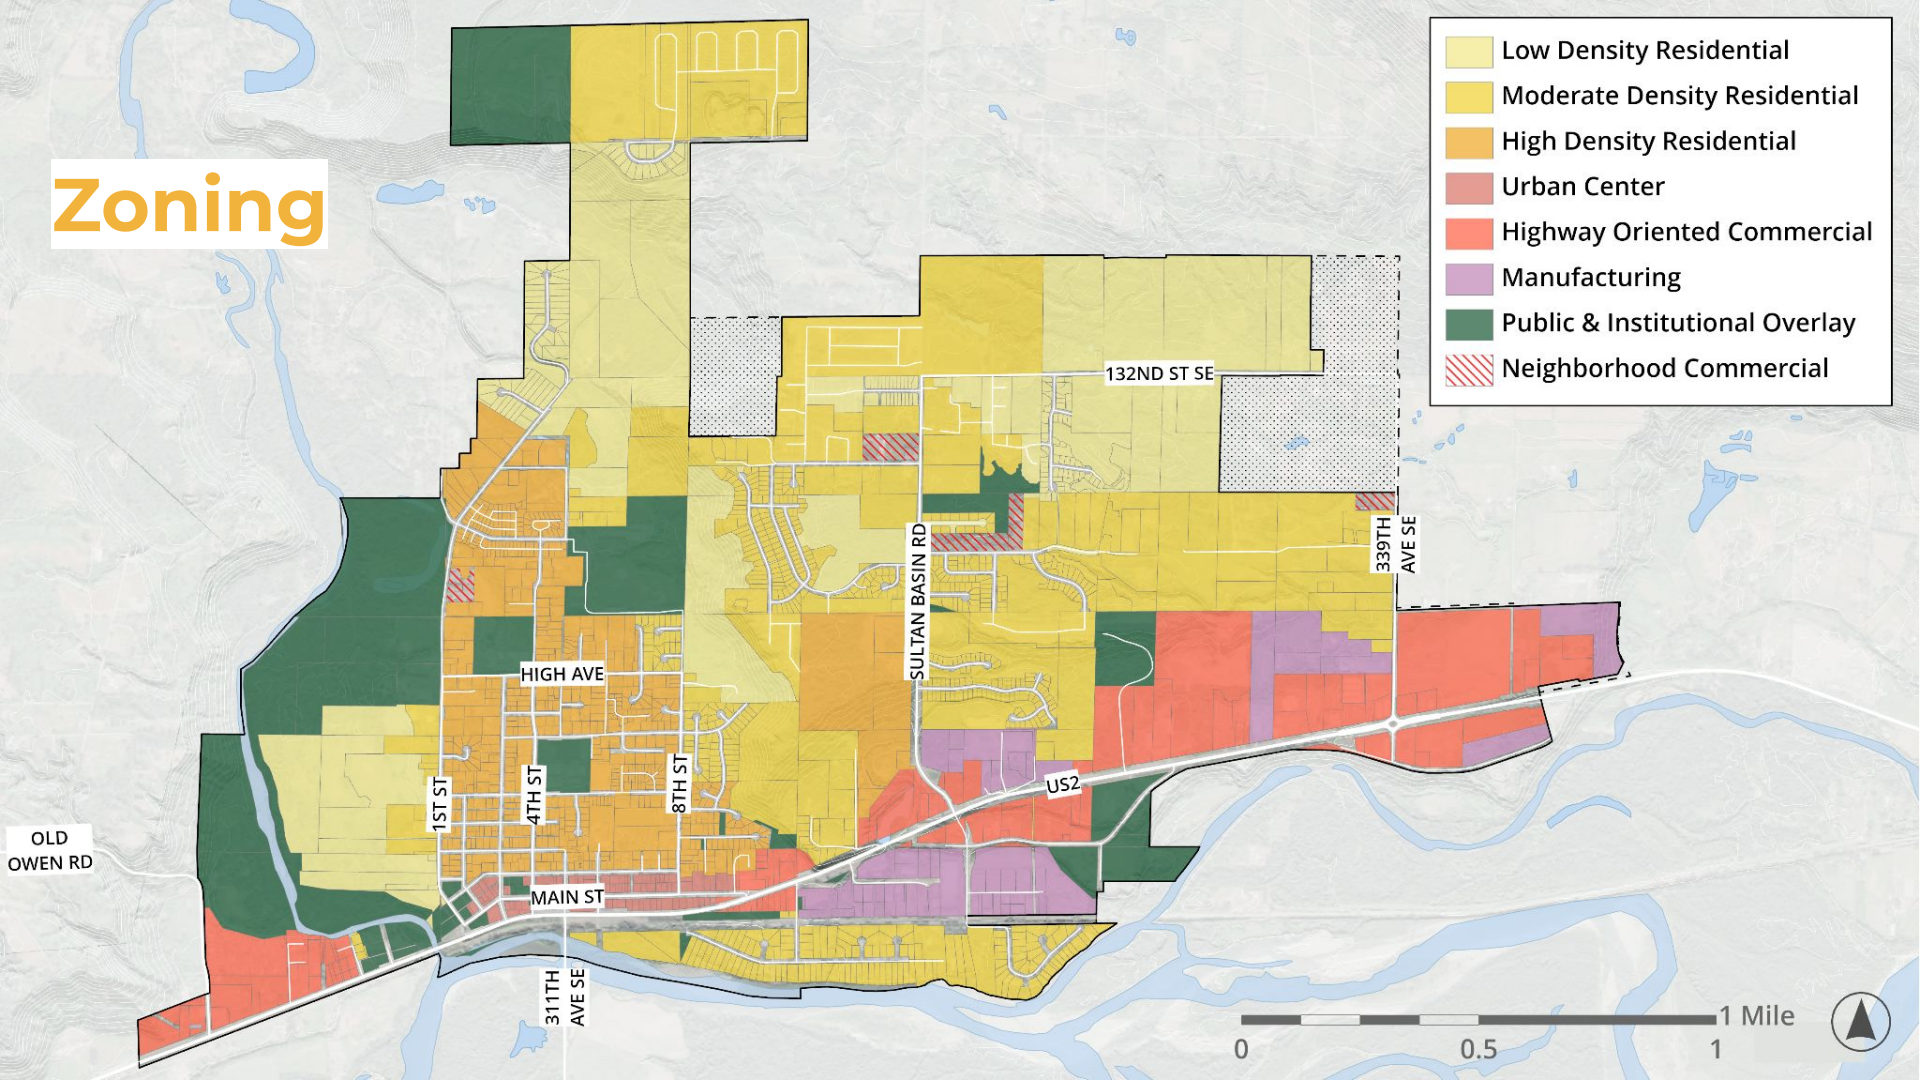 Zoning
Low Density Residential
Moderate Density Residential
High Density Residential
Urban Center
Highway Oriented Commercial
Manufacturing
Public & Institutional Overlay
Neighborhood Commercial
132ND ST SE
SULTAN BASIN RD
339TH
AVE SE
HIGH AVE
1ST ST
4TH ST
8TH ST
US2
OLD
OWEN RD
MAIN ST
311TH
AVE SE
1 Mile
0
0.5
1